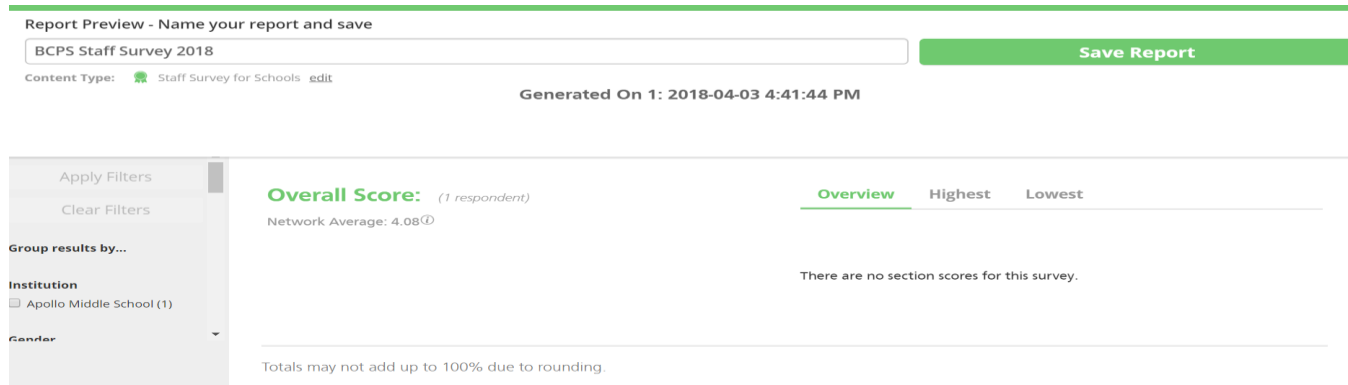 Report Preview - Name your report and save
BCPS Staff Survey 2018
Save Report
Content Type: Staff Survey for Schools edit
Generated On 1: 2018-04-03 4:41:44 PM
Apply Filters
Clear Filters
Group results by...
Institution
Apollo Middle School (1)
Gender
Overall Score: (1 respondent)
Network Average: 4.08
Overview Highest Lowest
There are no section scores for this survey.
Totals may not add up to 100% due to rounding.